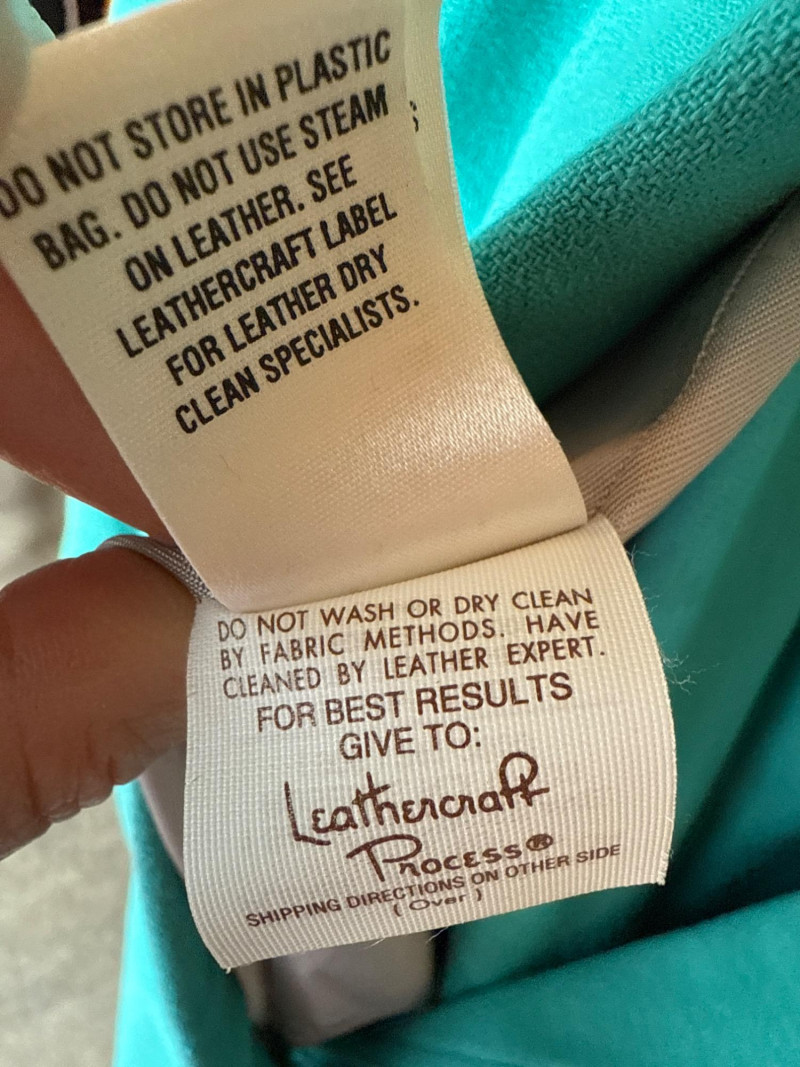 DO NOT STORE IN PLASTIC
BAG. DO NOT USE STEAM
ON LEATHER. SEE
LEATHERCRAFT LABEL
FOR LEATHER DRY
CLEAN SPECIALISTS.
DO NOT WASH OR DRY CLEAN
BY FABRIC METHODS. HAVE
CLEANED BY LEATHER EXPERT.
FOR BEST RESULTS
GIVE TO:
Leathercraft
Process®
SHIPPING DIRECTIONS ON OTHER SIDE
(Over)